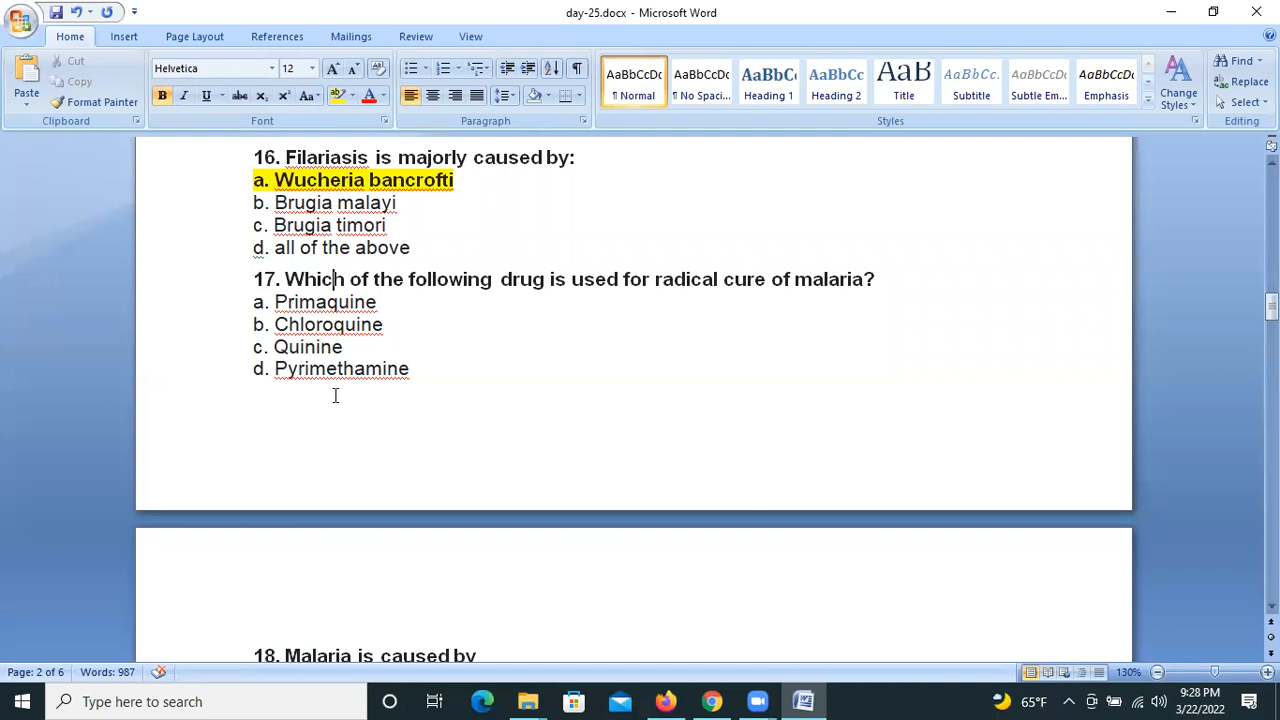 day-25.docx - Microsoft Word
Home Insert Page Layout References Mailings Review View
Paste
Cut
Copy
Format Painter
Clipboard
Helvetica 12
B I U abc x₂ x² Aa
Font
Paragraph
AaBbCcDc AaBbCcDc AaBbCc AaBbCc AaB AaBbCc. AaBbCcDc AaBbCcDc
¶ Normal ¶ No Spaci... Heading 1 Heading 2 Title Subtitle Subtle Em... Emphasis
Change Styles
Styles
Find
Replace
Select
Editing
16. Filariasis is majorly caused by:
a. Wucheria bancrofti
b. Brugia malayi
c. Brugia timori
d. all of the above
17. Which of the following drug is used for radical cure of malaria?
a. Primaquine
b. Chloroquine
c. Quinine
d. Pyrimethamine
18. Malaria is caused by
Page: 2 of 6 Words: 987 130%
Type here to search
65°F
9:28 PM
3/22/2022